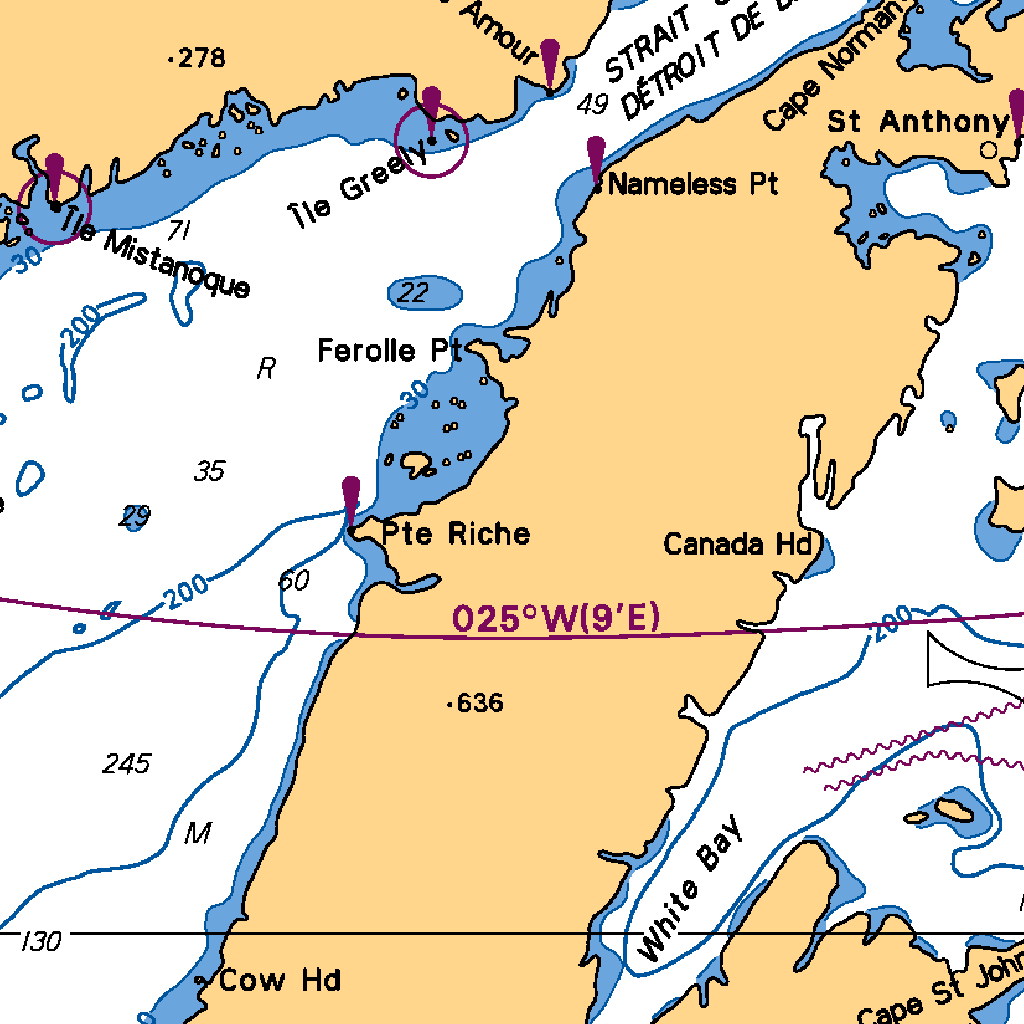 Amour
STRAIT
DÉTROIT DE
Cape Norman
278
49
St Anthony
Nameless Pt
Île Greely
71
Île Mistanoque
30
22
200
Ferolle Pt
R
30
35
29
Pte Riche
Canada Hd
60
200
025°W(9'E)
200
636
245
M
White Bay
130
Cow Hd
Cape St John